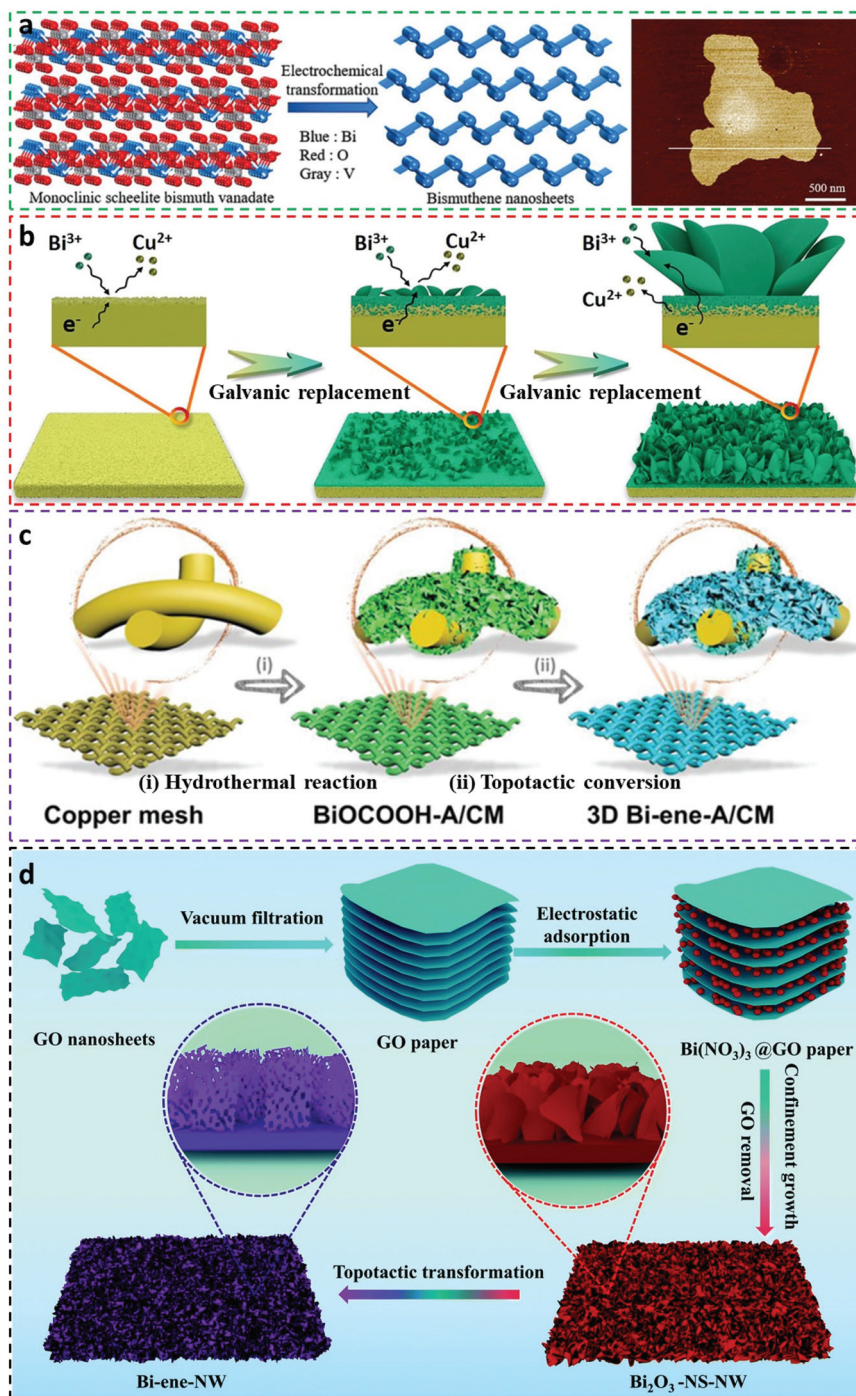 a
Electrochemical
transformation
Blue : Bi
Red : O
Gray : V
Monoclinic scheelite bismuth vanadate
Bismuthene nanosheets
500 nm
b
Bi³⁺
Cu²⁺
e⁻
Bi³⁺
Cu²⁺
e⁻
Bi³⁺
Cu²⁺
e⁻
Galvanic replacement
Galvanic replacement
c
(i)
(ii)
(i) Hydrothermal reaction
(ii) Topotactic conversion
Copper mesh
BiOCOOH-A/CM
3D Bi-ene-A/CM
d
Vacuum filtration
Electrostatic
adsorption
GO nanosheets
GO paper
Bi(NO₃)₃@GO paper
Confinement growth
GO removal
Topotactic transformation
Bi-ene-NW
Bi₂O₃-NS-NW